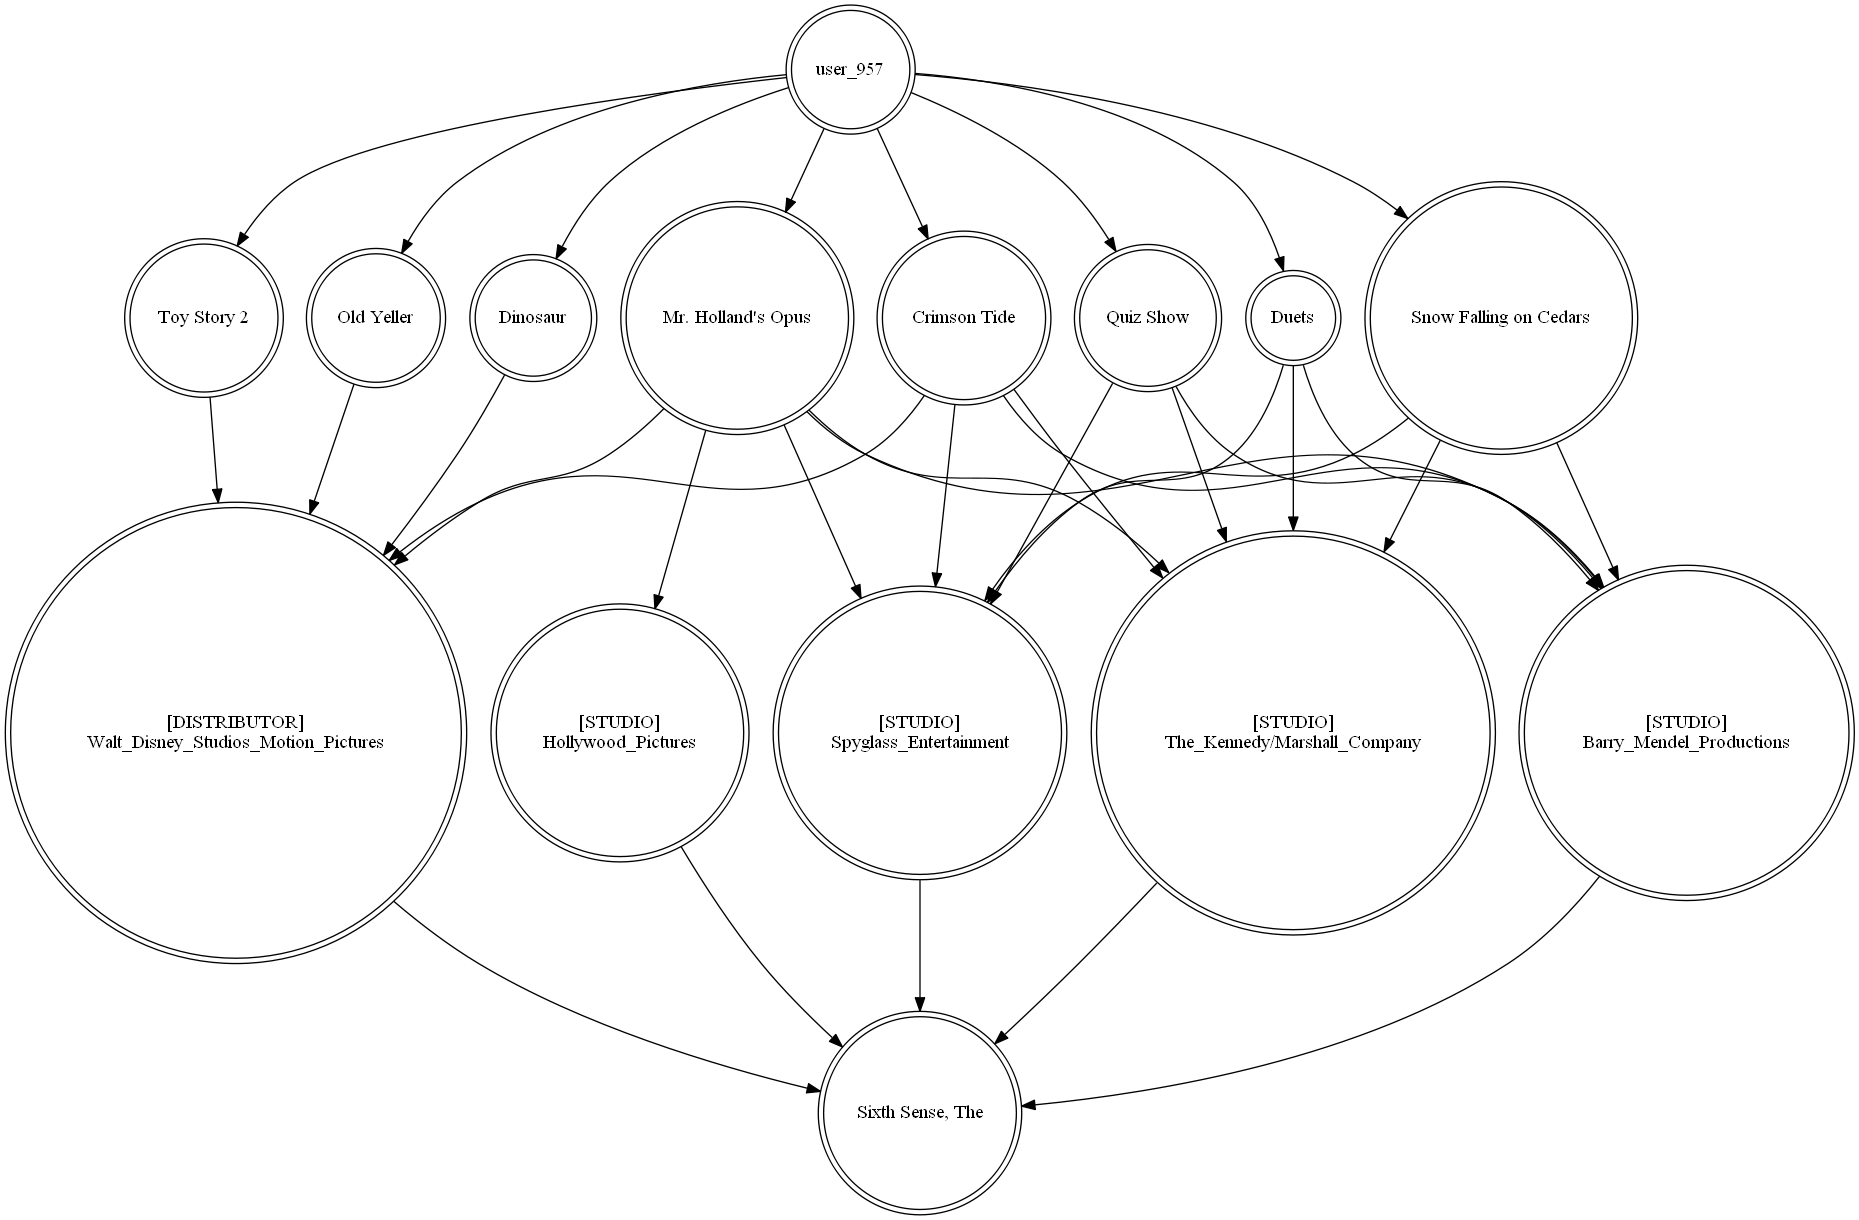 user_957
Toy Story 2
Old Yeller
Dinosaur
Mr. Holland's Opus
Crimson Tide
Quiz Show
Duets
Snow Falling on Cedars
[DISTRIBUTOR]
Walt_Disney_Studios_Motion_Pictures
[STUDIO]
Hollywood_Pictures
[STUDIO]
Spyglass_Entertainment
[STUDIO]
The_Kennedy/Marshall_Company
[STUDIO]
Barry_Mendel_Productions
Sixth Sense, The